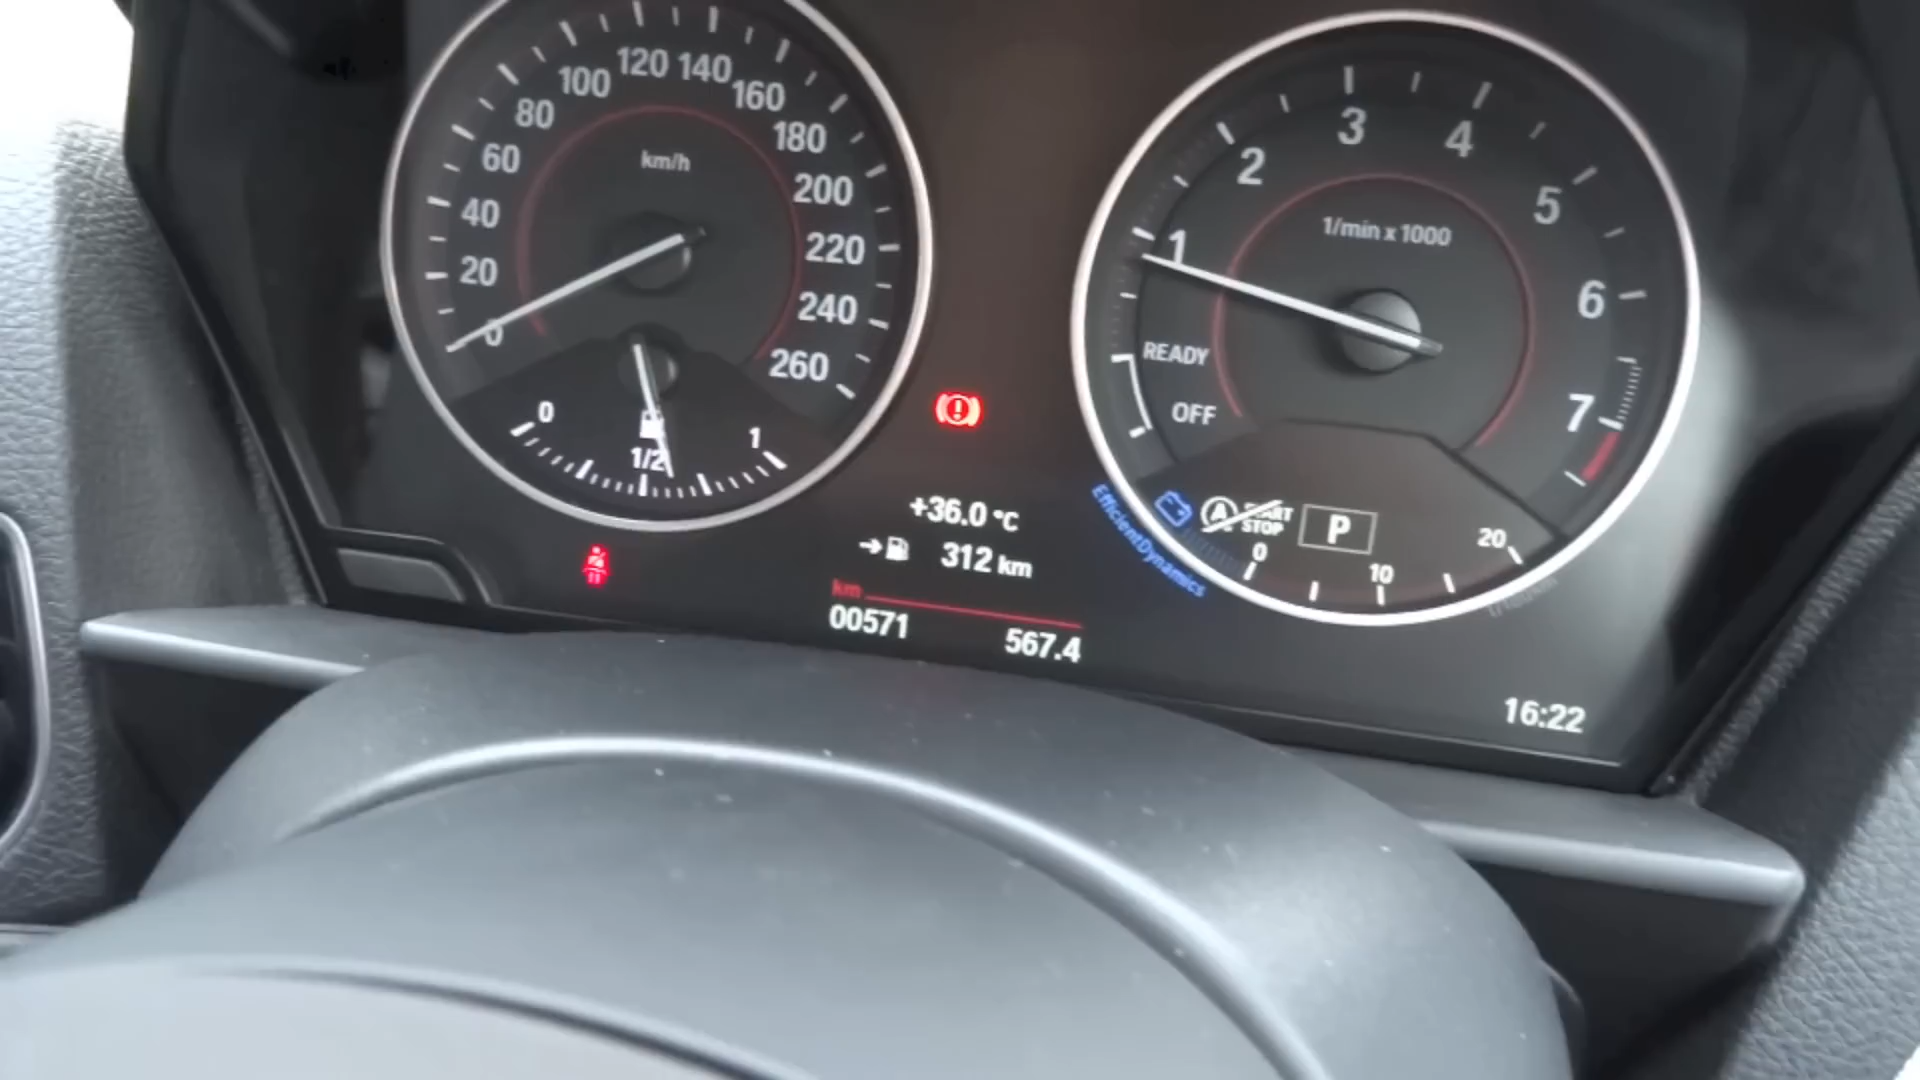 0
20
40
60
80
100
120
140
160
180
200
220
240
260
km/h
0
1/2
1
+36.0 °C
312 km
km
00571
567.4
1
2
3
4
5
6
7
1/min x 1000
READY
OFF
EfficientDynamics
A
START
STOP
P
0
10
20
16:22